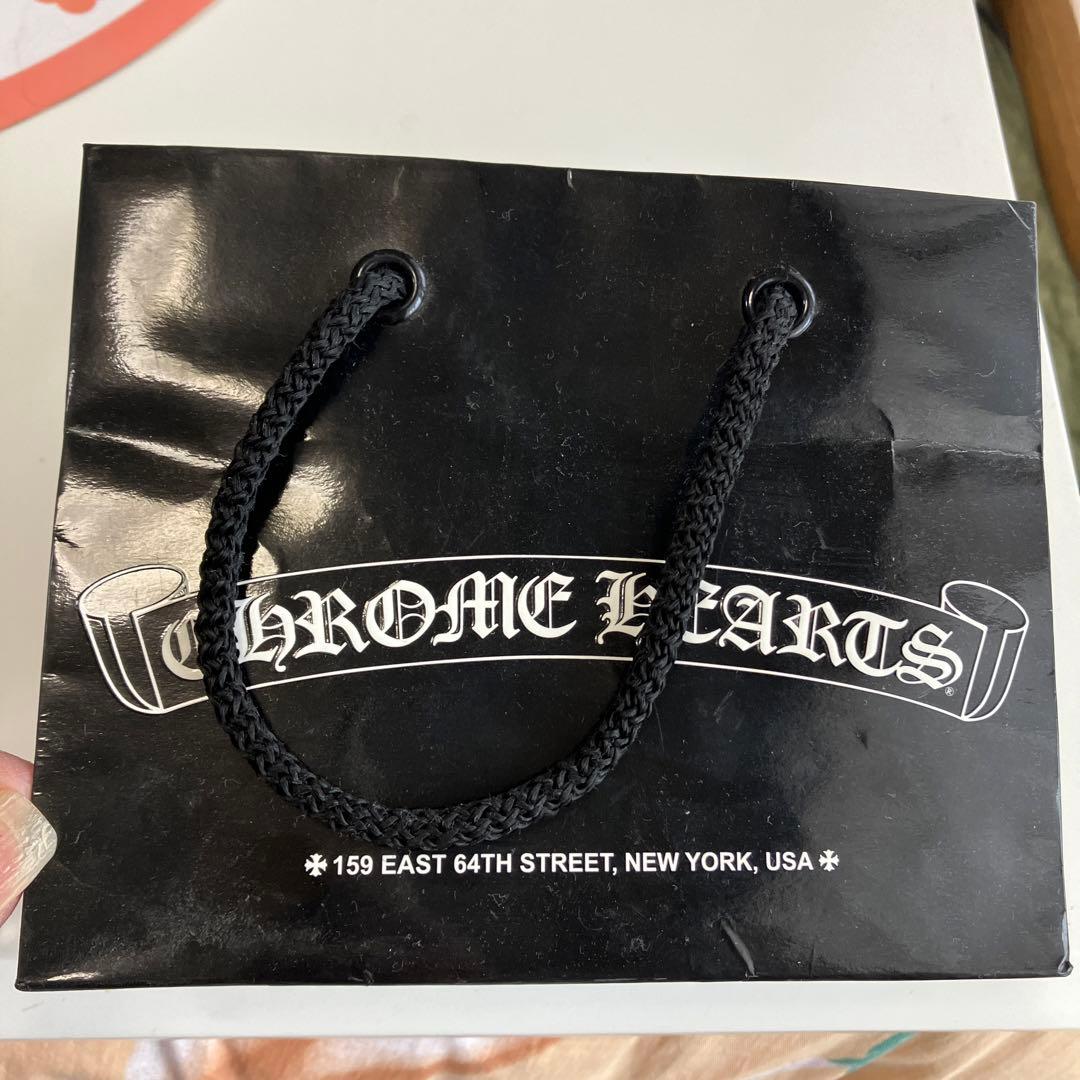 CHROME HEARTS®
✠ 159 EAST 64TH STREET, NEW YORK, USA ✠